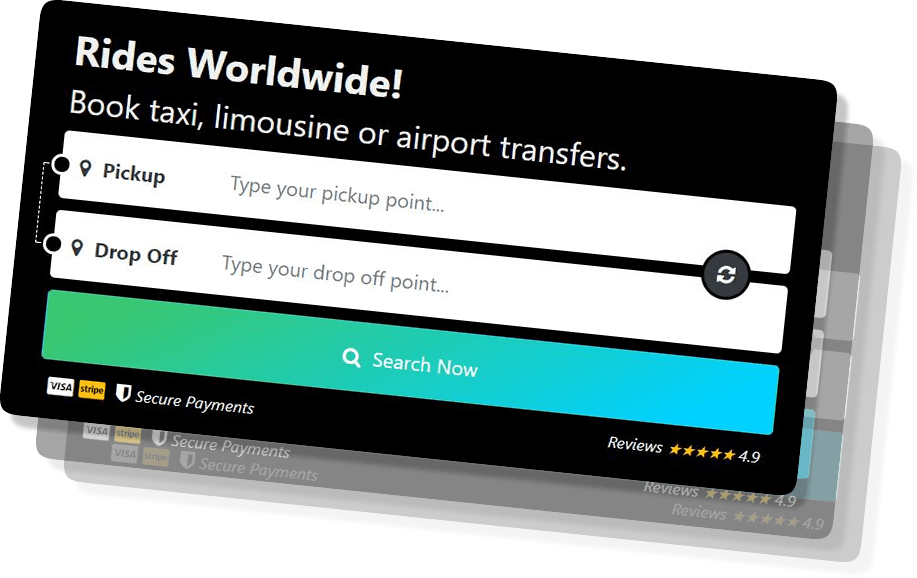 Rides Worldwide!
Book taxi, limousine or airport transfers.
Pickup Type your pickup point...
Drop Off Type your drop off point...
Search Now
VISA stripe Secure Payments
Reviews ★★★★★ 4.9
VISA stripe Secure Payments
Reviews ★★★★★ 4.9
VISA stripe Secure Payments
Reviews ★★★★★ 4.9